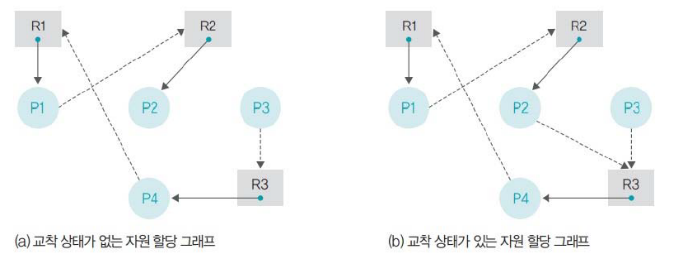 R1 R2 R1 R2
P1 P2 P3 P1 P2 P3
R3 R3
P4 P4
(a) 교착 상태가 없는 자원 할당 그래프 (b) 교착 상태가 있는 자원 할당 그래프